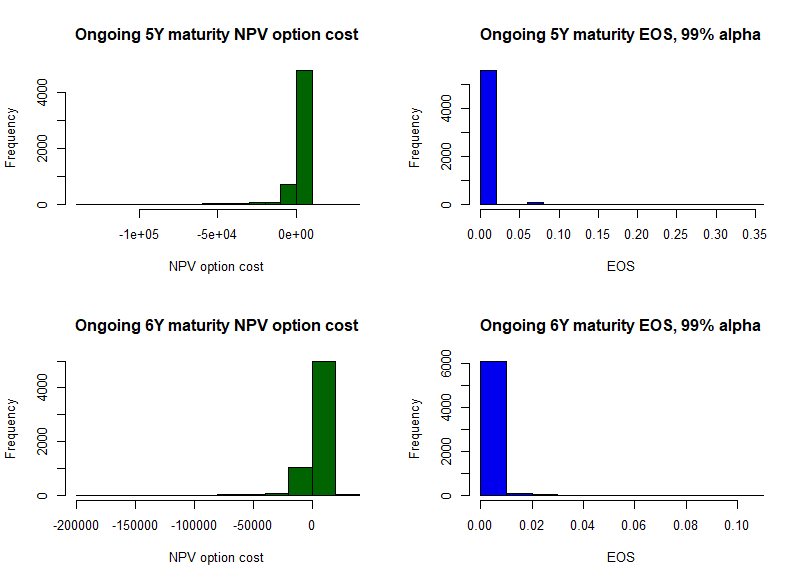 Ongoing 5Y maturity NPV option cost
Frequency
0
2000
4000
-1e+05
-5e+04
0e+00
NPV option cost
Ongoing 5Y maturity EOS, 99% alpha
Frequency
0
2000
4000
0.00
0.05
0.10
0.15
0.20
0.25
0.30
0.35
EOS
Ongoing 6Y maturity NPV option cost
Frequency
0
2000
4000
-200000
-150000
-100000
-50000
0
NPV option cost
Ongoing 6Y maturity EOS, 99% alpha
Frequency
0
2000
4000
6000
0.00
0.02
0.04
0.06
0.08
0.10
EOS